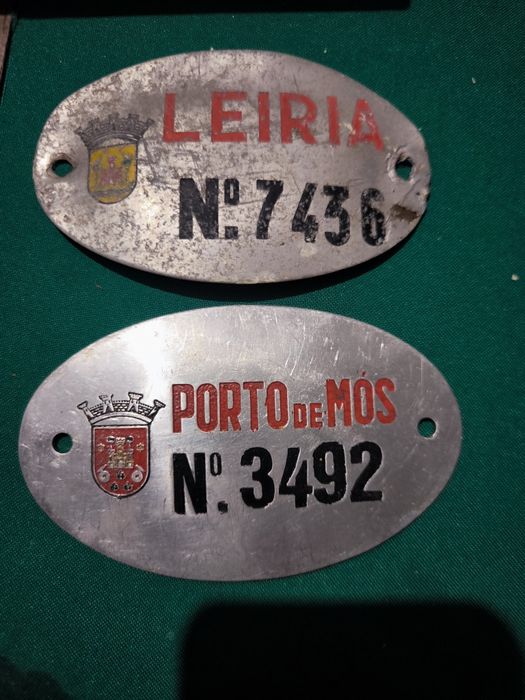 LEIRIA
Nº. 7436
PORTO DE MÓS
Nº. 3492